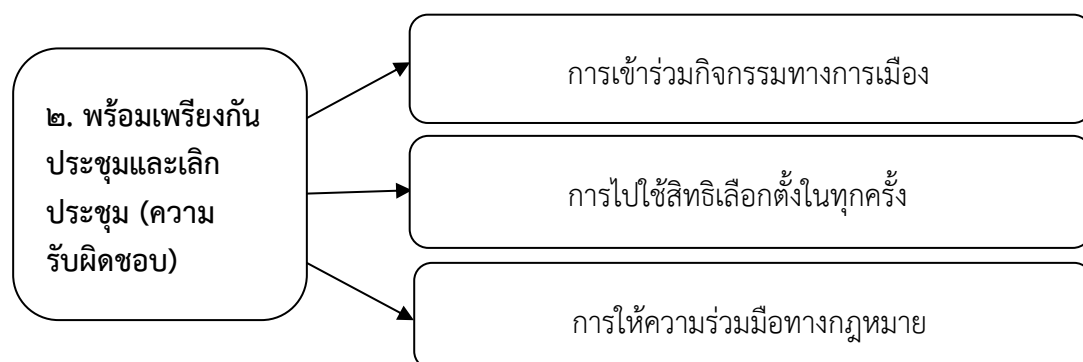 ๒. พร้อมเพรียงกัน
ประชุมและเลิก
ประชุม (ความ
รับผิดชอบ)
การเข้าร่วมกิจกรรมทางการเมือง
การไปใช้สิทธิเลือกตั้งในทุกครั้ง
การให้ความร่วมมือทางกฎหมาย